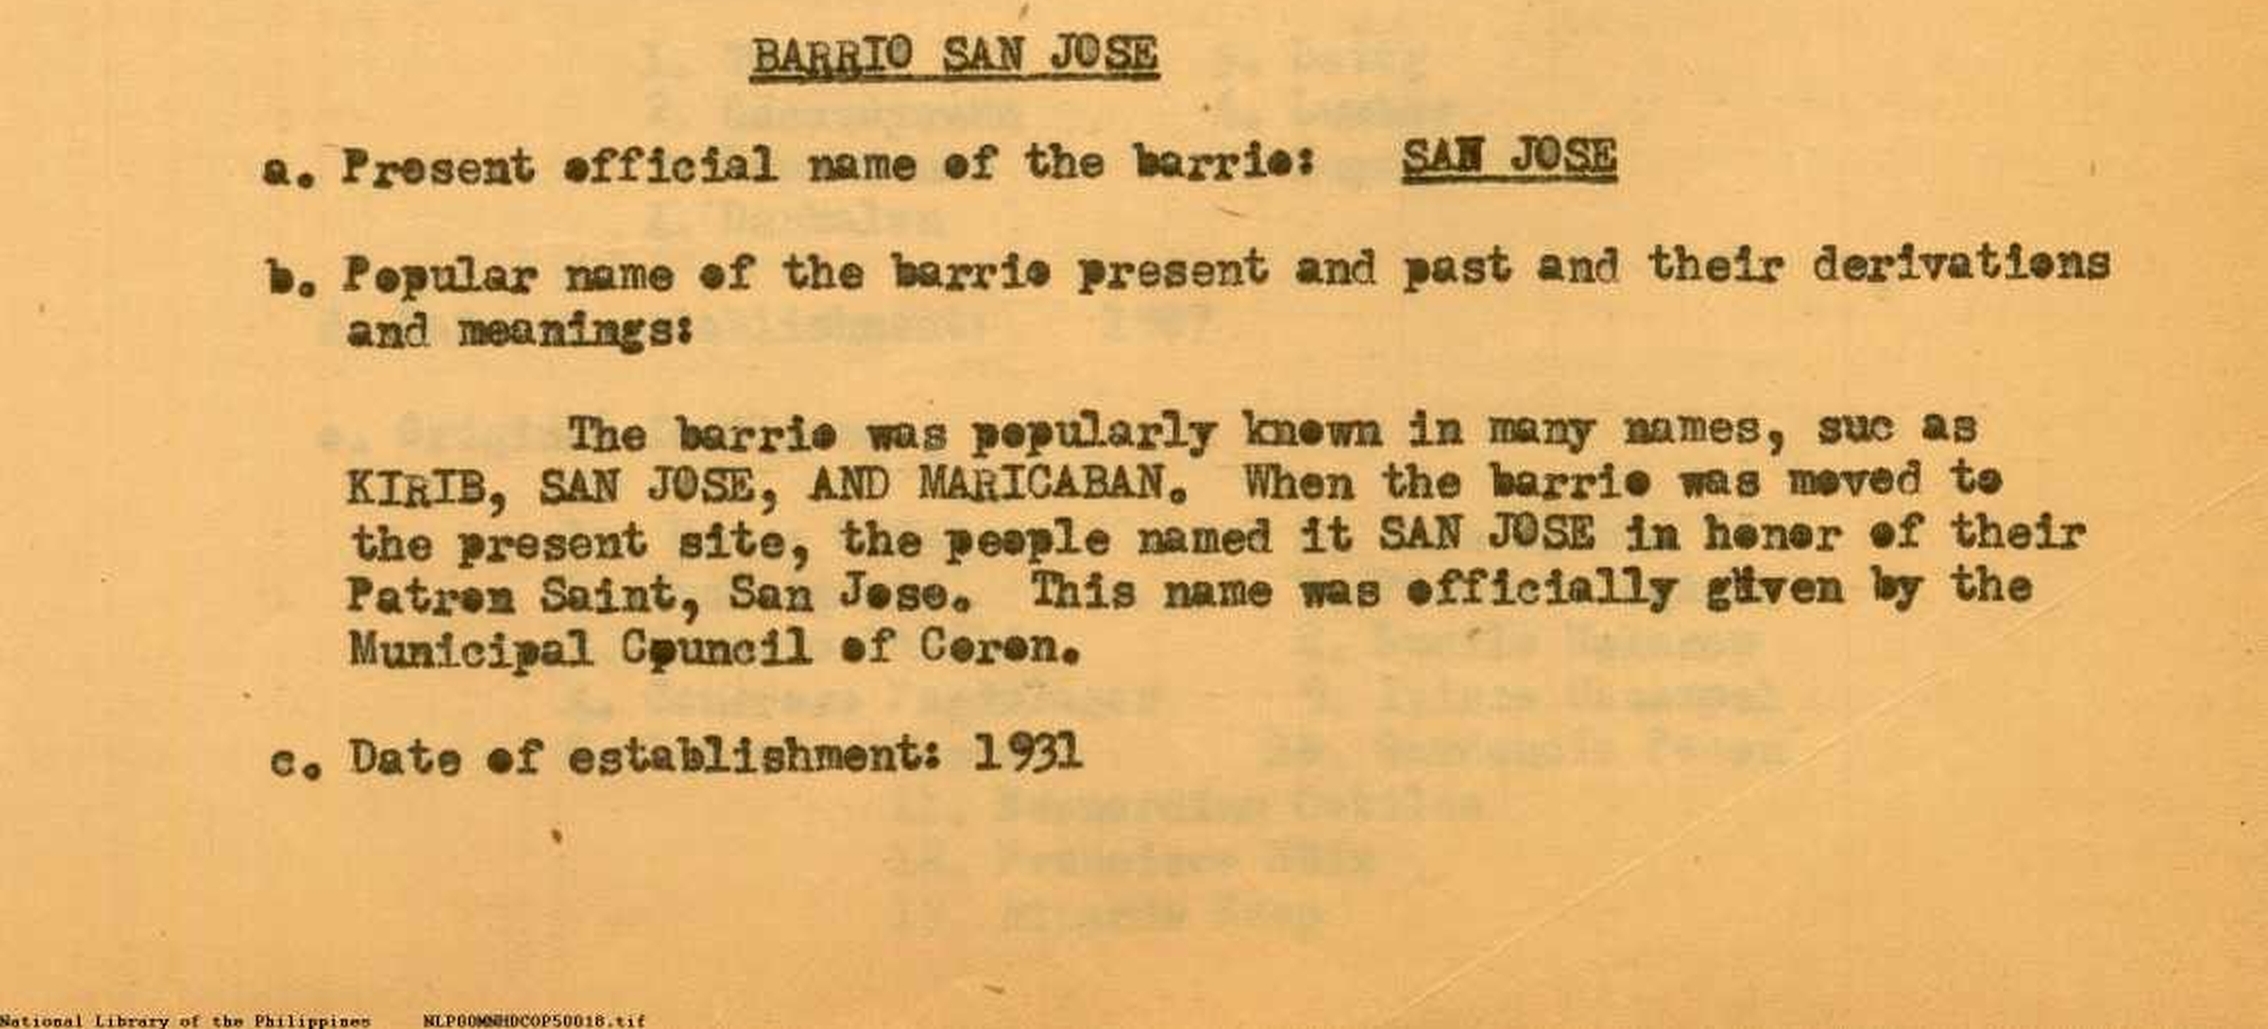 BARRIO SAN JOSE
a. Present official name of the barrio: SAN JOSE
b. Popular name of the barrio present and past and their derivations
and meanings:
The barrio was popularly known in many names, suc as
KIRIB, SAN JOSE, AND MARICABAN. When the barrio was moved to
the present site, the people named it SAN JOSE in honor of their
Patron Saint, San Jose. This name was officially given by the
Municipal Cpuncil of Coron.
c. Date of establishment: 1931
National Library of the Philippines NLPGOMNHDCOP50018.tif